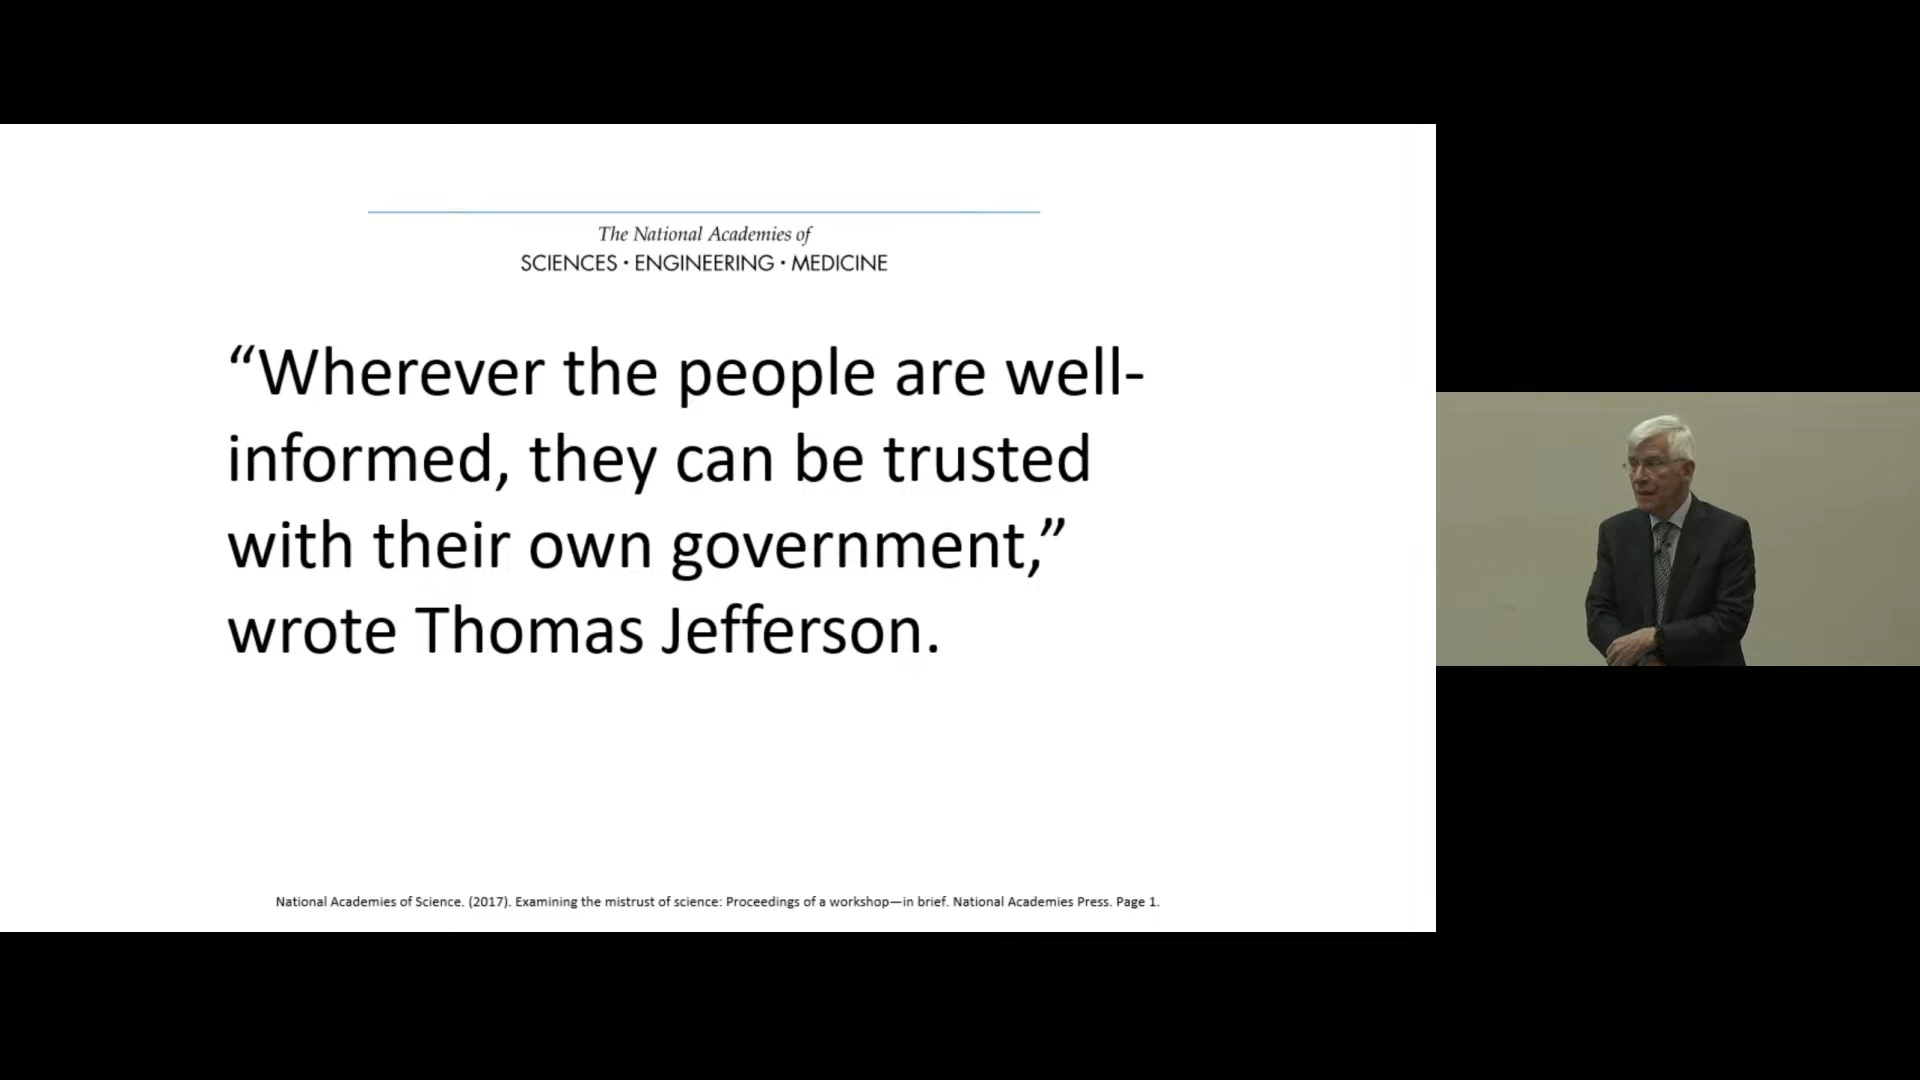 The National Academies of
SCIENCES · ENGINEERING · MEDICINE
“Wherever the people are well-
informed, they can be trusted
with their own government,”
wrote Thomas Jefferson.
National Academies of Science. (2017). Examining the mistrust of science: Proceedings of a workshop—in brief. National Academies Press. Page 1.